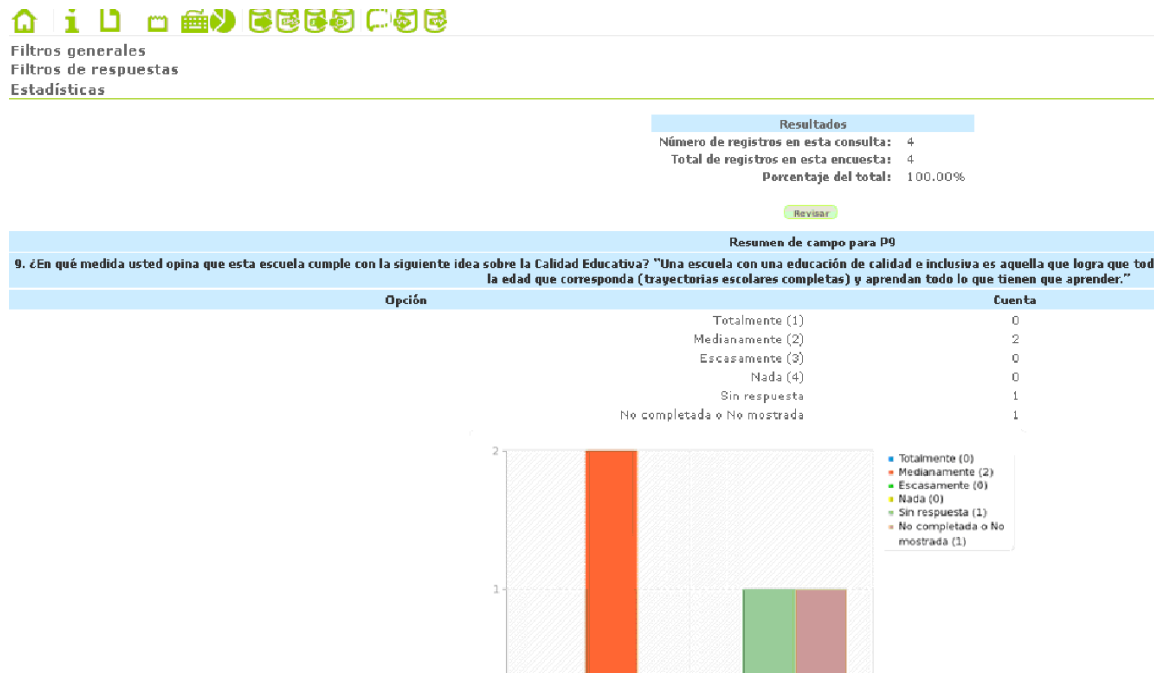 Filtros generales
Filtros de respuestas
Estadísticas
Resultados
Número de registros en esta consulta: 4
Total de registros en esta encuesta: 4
Porcentaje del total: 100.00%
Revisar
Resumen de campo para P9
9. ¿En qué medida usted opina que esta escuela cumple con la siguiente idea sobre la Calidad Educativa? "Una escuela con una educación de calidad e inclusiva es aquella que logra que tod
la edad que corresponda (trayectorias escolares completas) y aprendan todo lo que tienen que aprender."
Opción Cuenta
Totalmente (1) 0
Medianamente (2) 2
Escasamente (3) 0
Nada (4) 0
Sin respuesta 1
No completada o No mostrada 1
2
1
Totalmente (0)
Medianamente (2)
Escasamente (0)
Nada (0)
Sin respuesta (1)
No completada o No
mostrada (1)